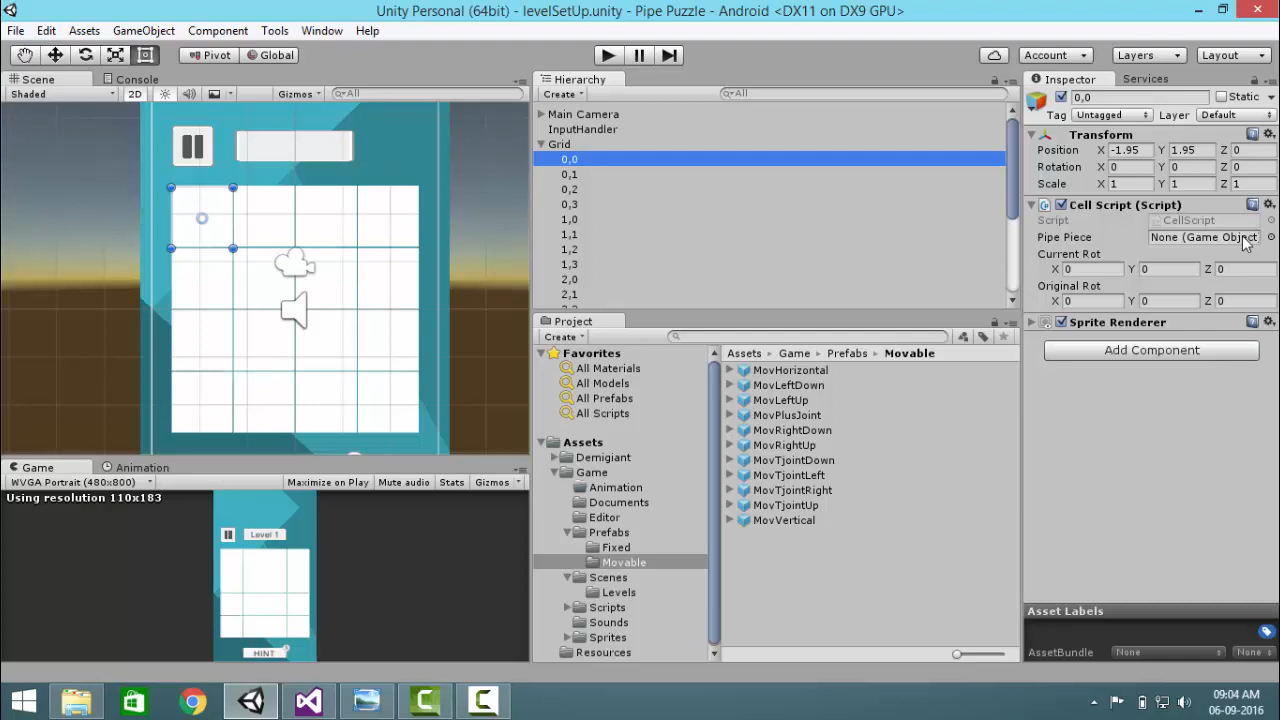 Unity Personal (64bit) - levelSetUp.unity - Pipe Puzzle - Android <DX11 on DX9 GPU>
File Edit Assets GameObject Component Tools Window Help
Pivot Global Account Layers Layout
Scene Console
Shaded 2D Gizmos All
Hierarchy
Create All
Main Camera
InputHandler
Grid
0,0
0,1
0,2
0,3
1,0
1,1
1,2
1,3
2,0
2,1
Inspector Services
0,0 Static
Tag Untagged Layer Default
Transform
Position X -1.95 Y 1.95 Z 0
Rotation X 0 Y 0 Z 0
Scale X 1 Y 1 Z 1
Cell Script (Script)
Script CellScript
Pipe Piece None (Game Object
Current Rot
X 0 Y 0 Z 0
Original Rot
X 0 Y 0 Z 0
Sprite Renderer
Add Component
Project
Create
Favorites
All Materials
All Models
All Prefabs
All Scripts
Assets
Demigiant
Game
Animation
Documents
Editor
Prefabs
Fixed
Movable
Scenes
Levels
Scripts
Sounds
Sprites
Resources
Assets Game Prefabs Movable
MovHorizontal
MovLeftDown
MovLeftUp
MovPlusJoint
MovRightDown
MovRightUp
MovTjointDown
MovTjointLeft
MovTjointRight
MovTjointUp
MovVertical
Game Animation
WVGA Portrait (480x800) Maximize on Play Mute audio Stats Gizmos
Using resolution 110x183
Level 1
HINT
Asset Labels
AssetBundle None None
09:04 AM
06-09-2016